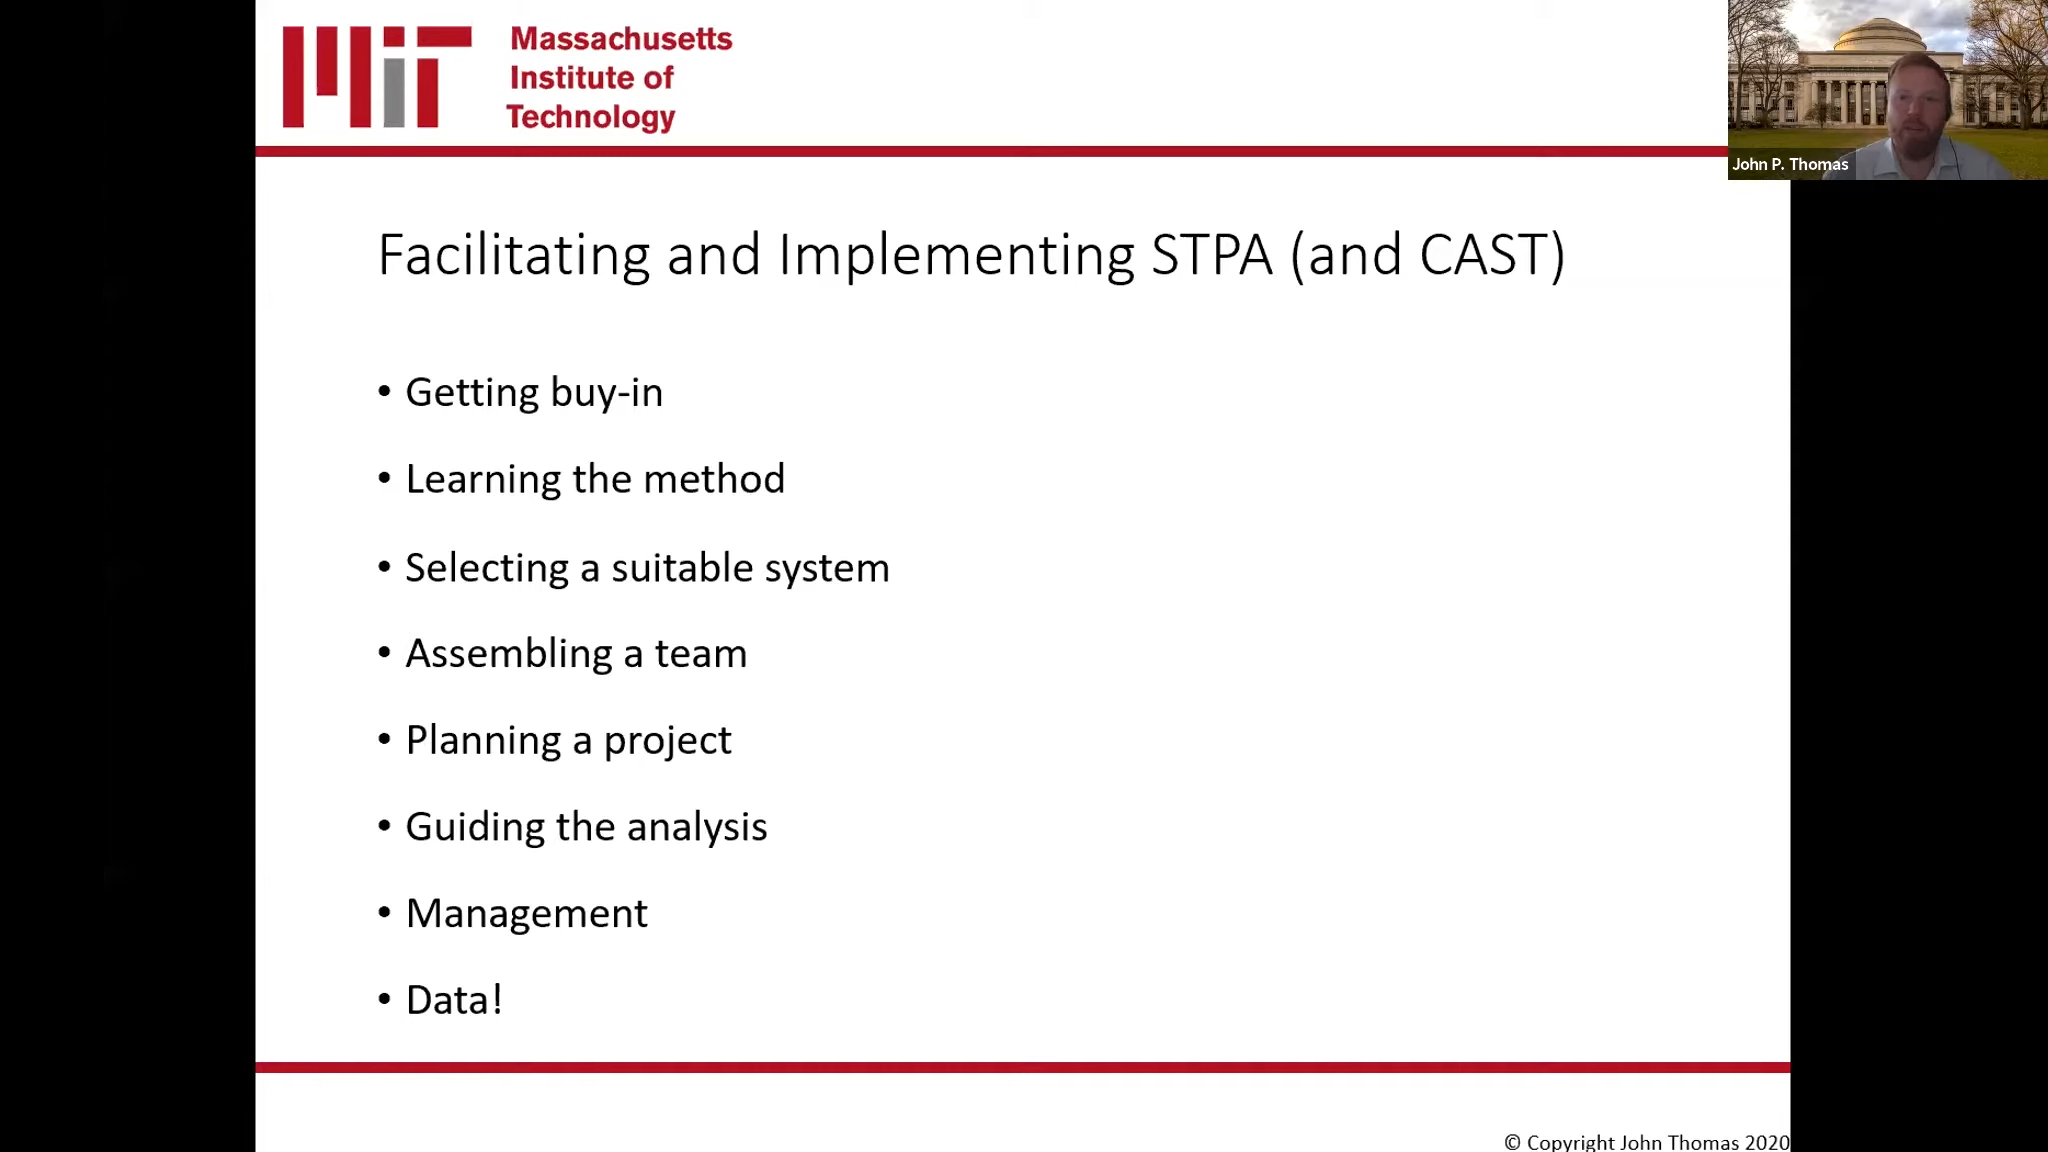 MIT
Massachusetts
Institute of
Technology
John P. Thomas
Facilitating and Implementing STPA (and CAST)
• Getting buy-in
• Learning the method
• Selecting a suitable system
• Assembling a team
• Planning a project
• Guiding the analysis
• Management
• Data!
© Copyright John Thomas 2020